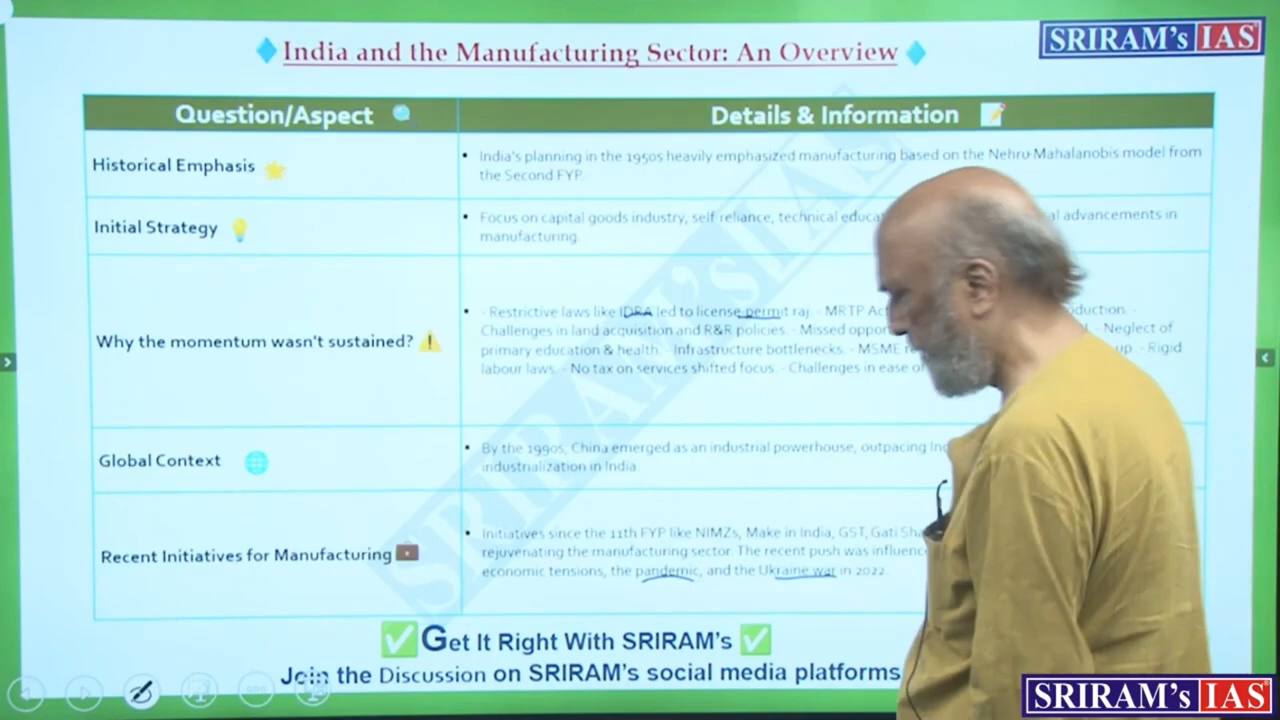 India and the Manufacturing Sector: An Overview
SRIRAM's IAS
Question/Aspect
Details & Information
Historical Emphasis
India's planning in the 1950s heavily emphasized manufacturing based on the Nehru-Mahalanobis model from
the Second FYP.
Initial Strategy
Focus on capital goods industry, self reliance, technical
al advancements in
manufacturing.
Why the momentum wasn't sustained?
- Restrictive laws like IDRA led to license permit raj. - MRTP
Challenges in land acquisition and R&R policies. - Missed
- Neglect of
primary education & health. - Infrastructure bottlenecks. - MSME
up. - Rigid
labour laws. - No tax on services shifted focus. - Challenges in ease
Global Context
By the 1990s, China emerged as an industrial powerhouse, outpacing
industrialization in India.
Recent Initiatives for Manufacturing
Initiatives since the 11th FYP like NIMZs, Make in India, GST, Gati
rejuvenating the manufacturing sector. The recent push was
economic tensions, the pandemic, and the Ukraine war in 2022.
SRIRAM's IAS
Get It Right With SRIRAM's
Join the Discussion on SRIRAM's social media platforms
SRIRAM's IAS